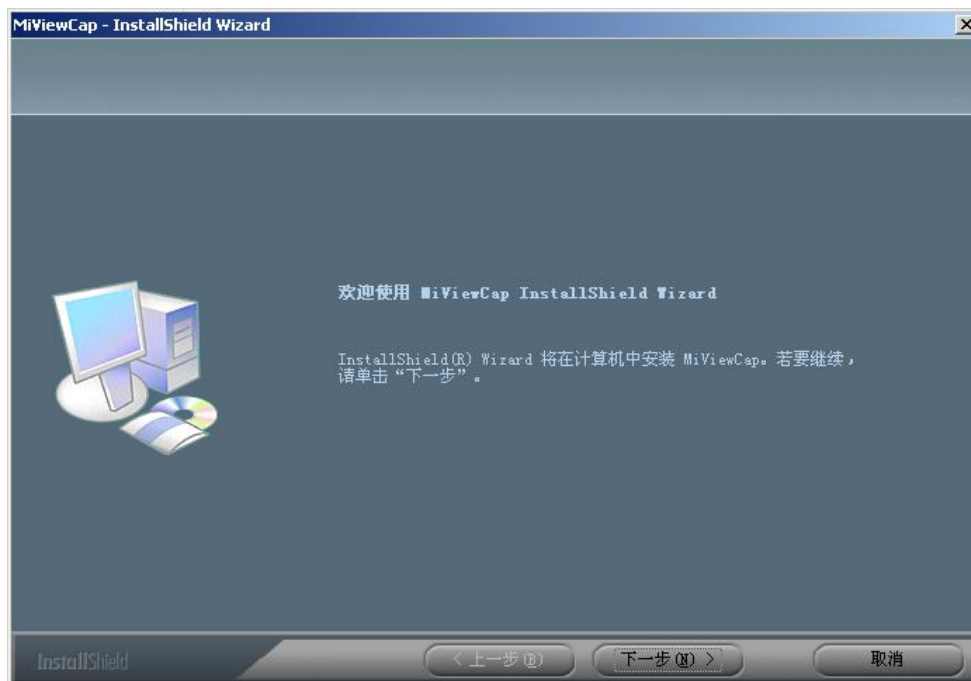 MiViewCap - InstallShield Wizard
欢迎使用 MiViewCap InstallShield Wizard
InstallShield(R) Wizard 将在计算机中安装 MiViewCap。若要继续，
请单击“下一步”。
InstallShield
< 上一步(B)
下一步(N) >
取消